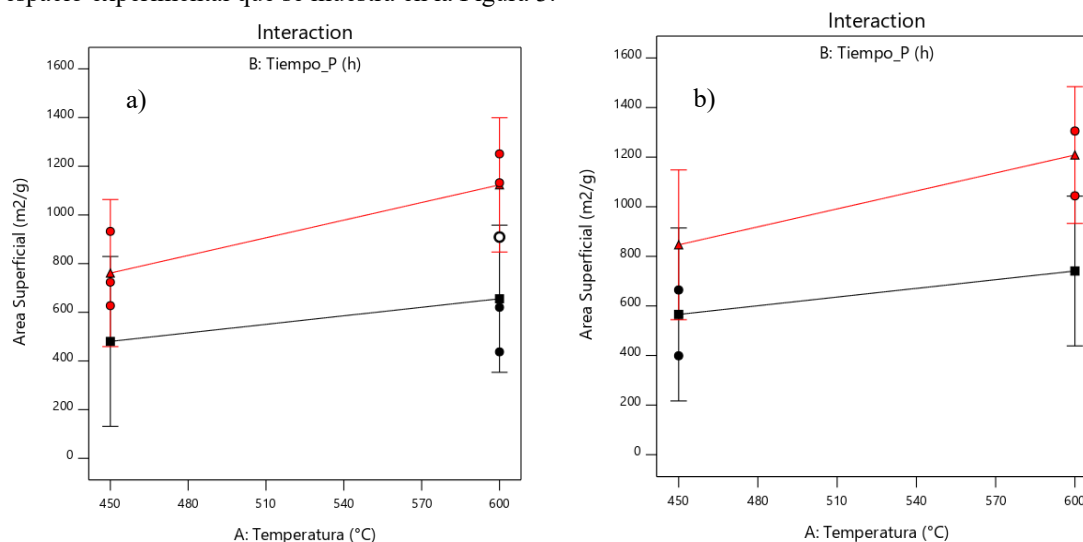 espacio experimental que se muestra en la Figura 3.
Interaction
B: Tiempo_P (h)
a)
1600
1400
1200
1000
800
600
400
200
0
Area Superficial (m2/g)
450
480
510
540
570
600
A: Temperatura (°C)
Interaction
B: Tiempo_P (h)
b)
1600
1400
1200
1000
800
600
400
200
0
Area Superficial (m2/g)
450
480
510
540
570
600
A: Temperatura (°C)